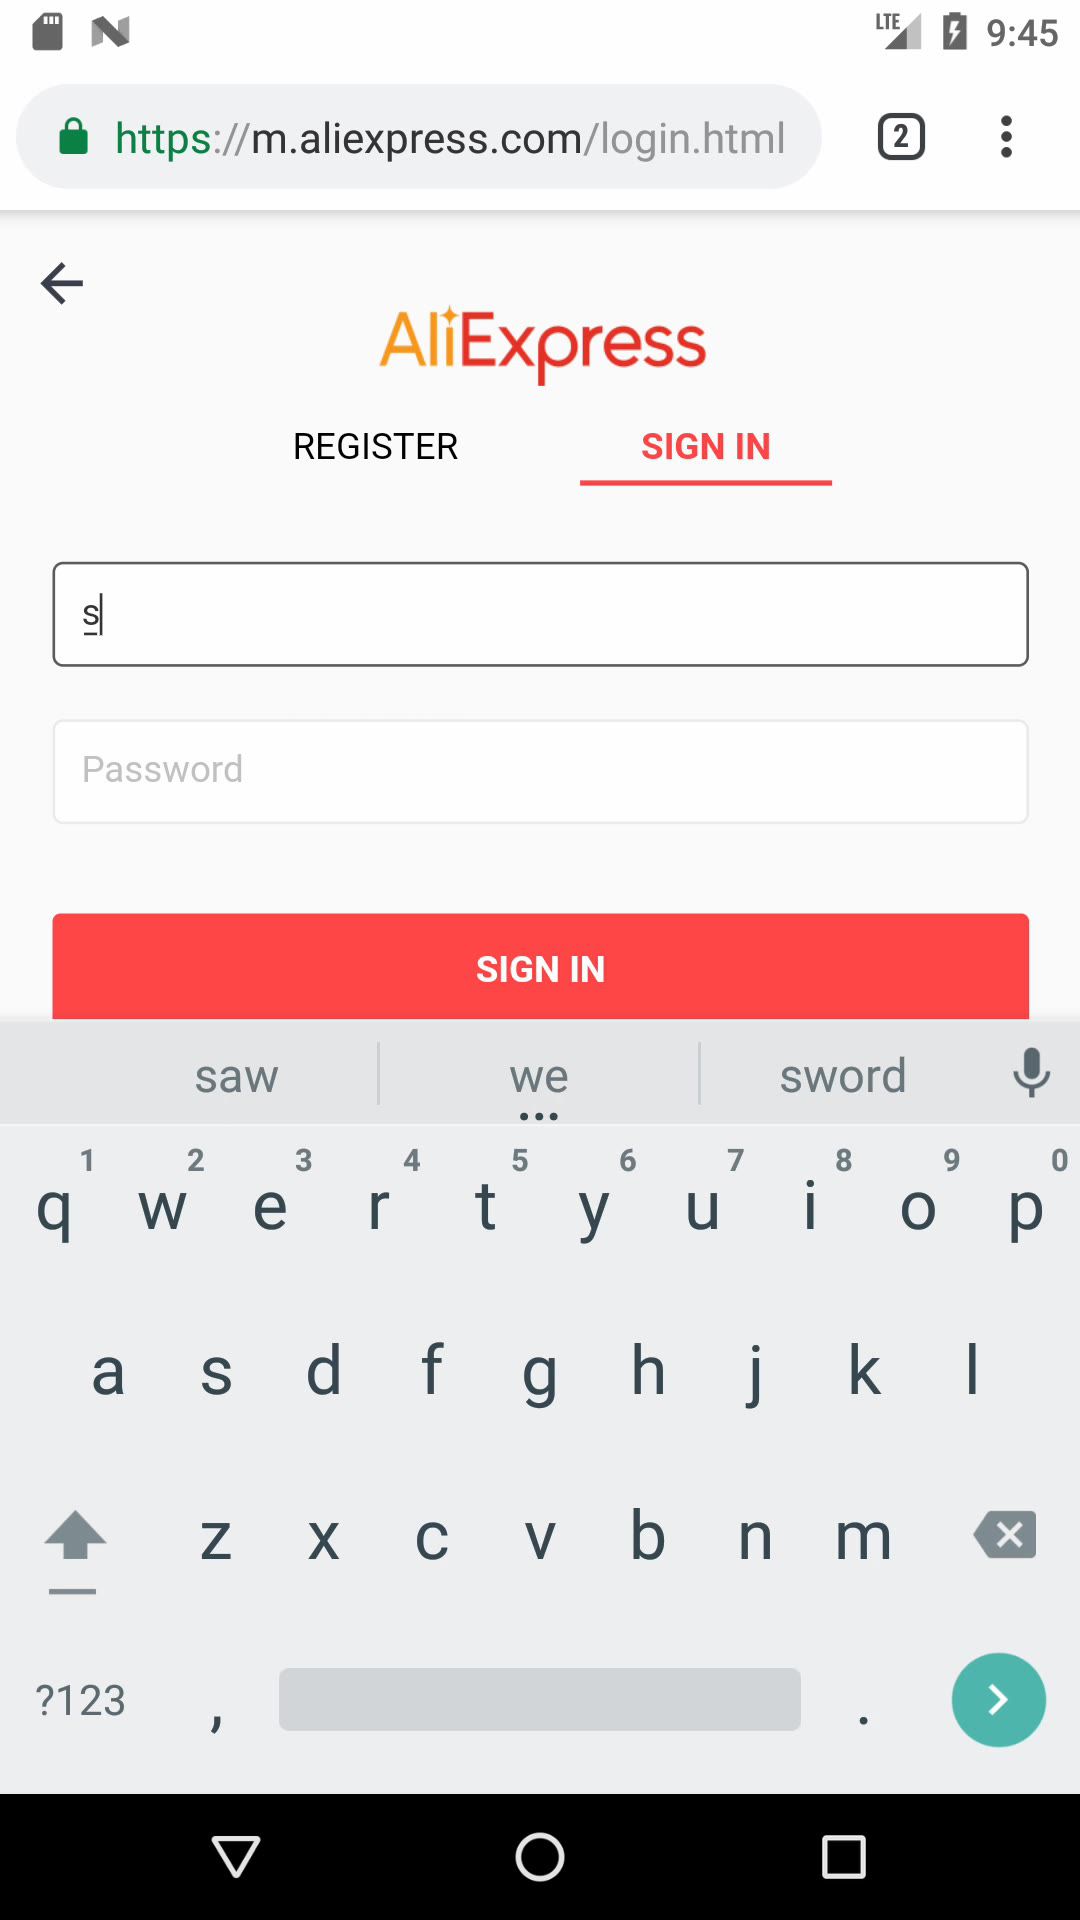 LTE 9:45
https://m.aliexpress.com/login.html 2
AliExpress
REGISTER SIGN IN
s
Password
SIGN IN
saw we sword
1 2 3 4 5 6 7 8 9 0
q w e r t y u i o p
a s d f g h j k l
z x c v b n m
?123 , .